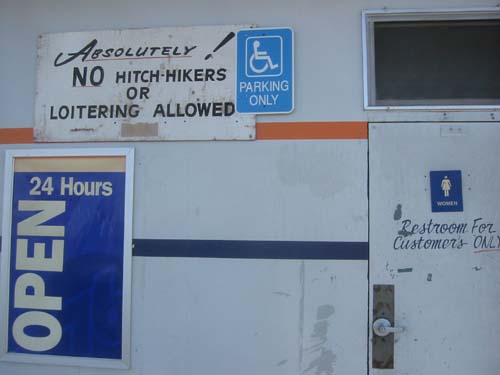 Absolutely!
NO HITCH-HIKERS
OR
LOITERING ALLOWED
PARKING
ONLY
24 Hours
OPEN
WOMEN
Restroom For
Customers ONLY